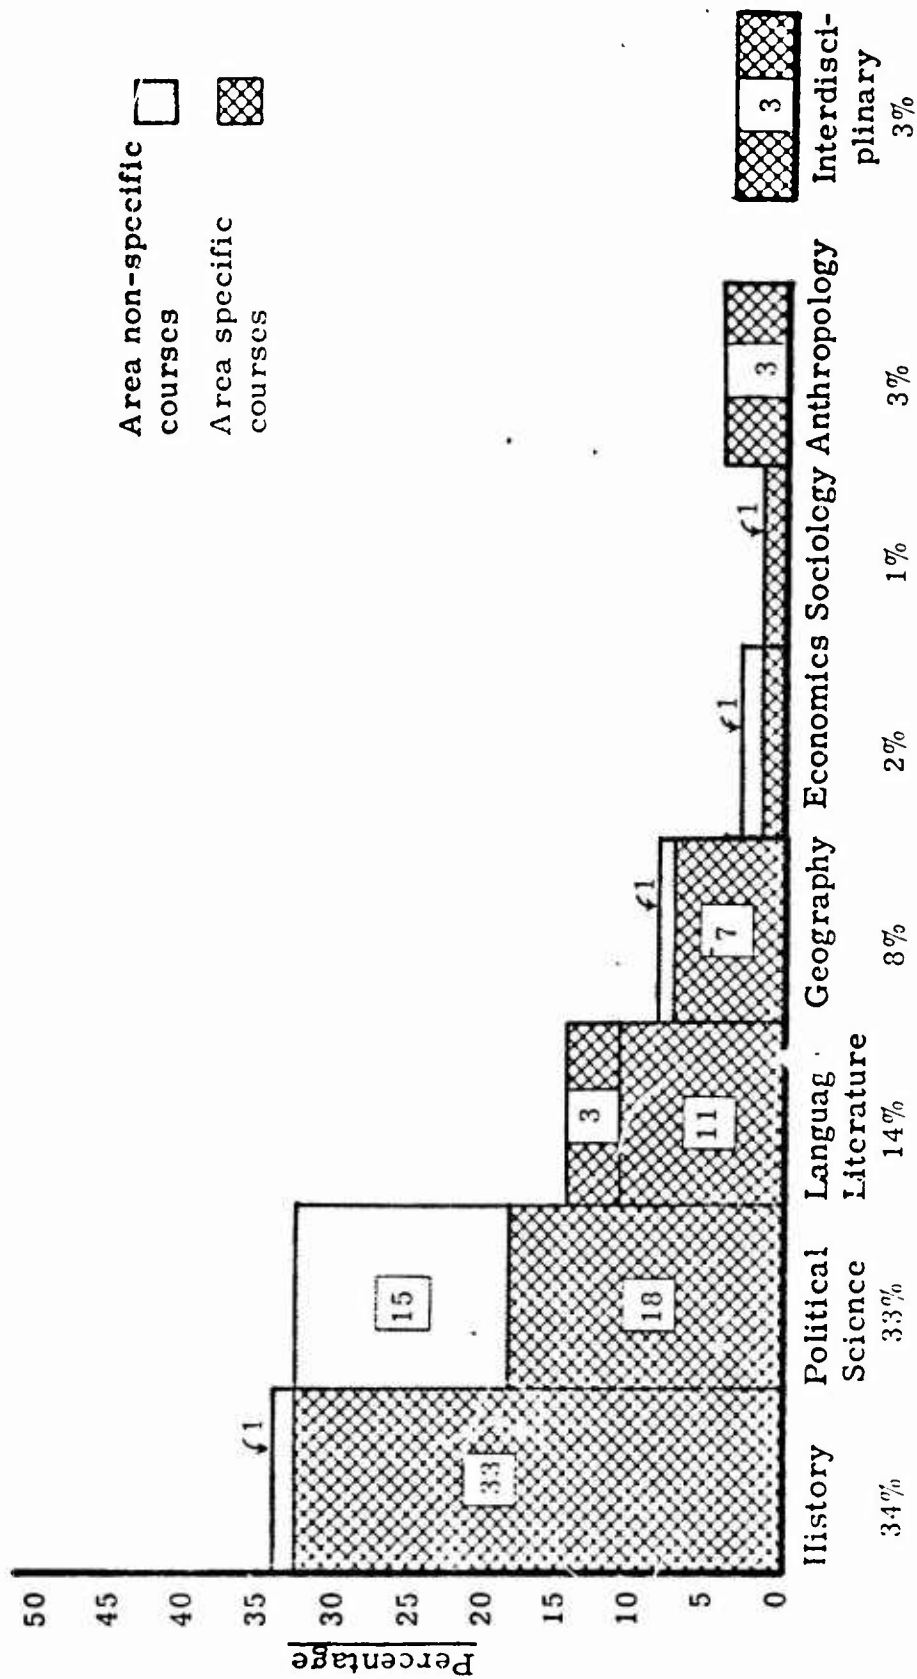 Percentage
50
45
40
35
30
25
20
15
10
5
0
Area non-specific
courses
Area specific
courses
1
33
15
18
3
11
1
7
1
1
3
3
History
34%
Political
Science
33%
Languag
Literature
14%
Geography
8%
Economics
2%
Sociology
1%
Anthropology
3%
Interdisci-
plinary
3%